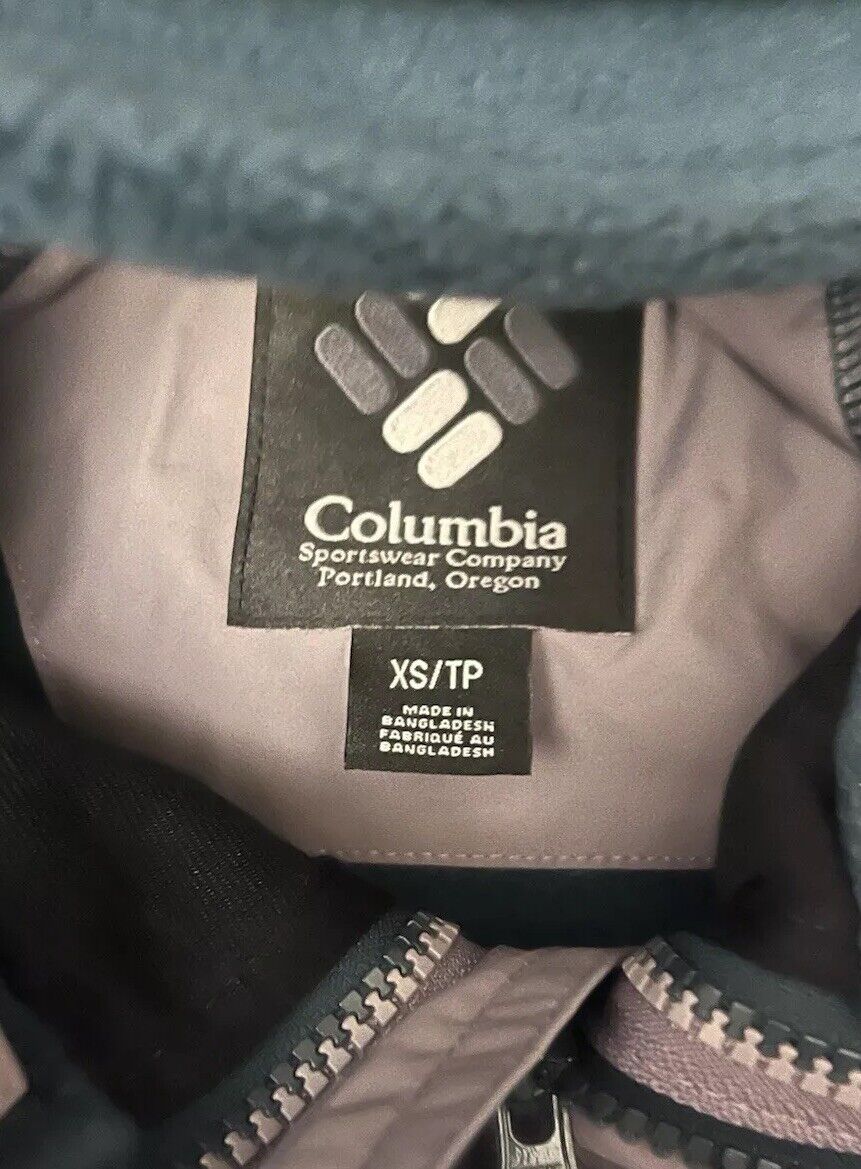 Columbia
Sportswear Company
Portland, Oregon
XS/TP
MADE IN
BANGLADESH
FABRIQUÉ AU
BANGLADESH